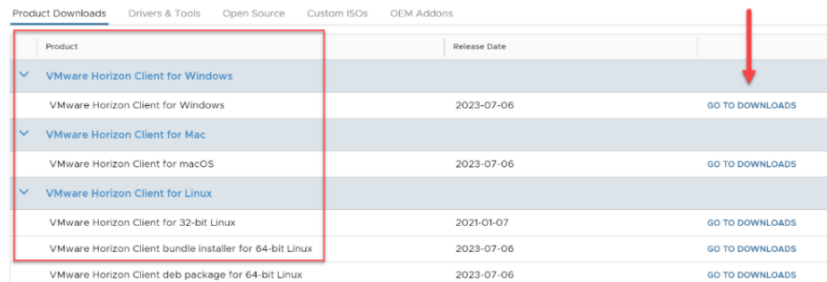 Product Downloads Drivers & Tools Open Source Custom ISOs OEM Addons
Product Release Date
VMware Horizon Client for Windows
VMware Horizon Client for Windows 2023-07-06 GO TO DOWNLOADS
VMware Horizon Client for Mac
VMware Horizon Client for macOS 2023-07-06 GO TO DOWNLOADS
VMware Horizon Client for Linux
VMware Horizon Client for 32-bit Linux 2021-01-07 GO TO DOWNLOADS
VMware Horizon Client bundle installer for 64-bit Linux 2023-07-06 GO TO DOWNLOADS
VMware Horizon Client deb package for 64-bit Linux 2023-07-06 GO TO DOWNLOADS